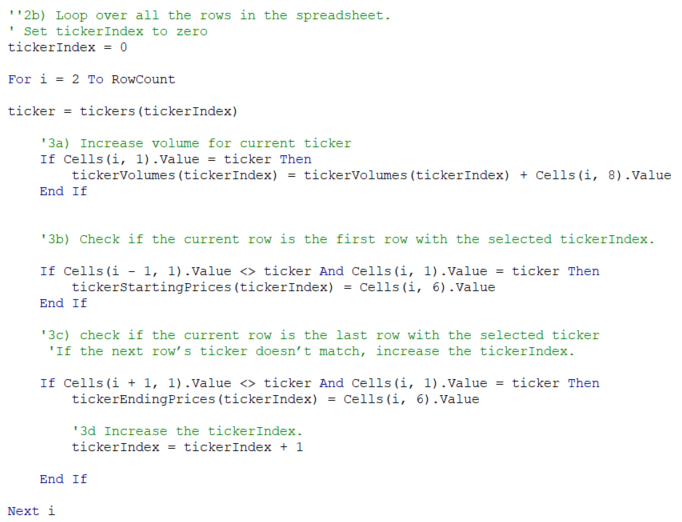 ''2b) Loop over all the rows in the spreadsheet.
' Set tickerIndex to zero
tickerIndex = 0
For i = 2 To RowCount
ticker = tickers(tickerIndex)
'3a) Increase volume for current ticker
If Cells(i, 1).Value = ticker Then
tickerVolumes(tickerIndex) = tickerVolumes(tickerIndex) + Cells(i, 8).Value
End If
'3b) Check if the current row is the first row with the selected tickerIndex.
If Cells(i - 1, 1).Value <> ticker And Cells(i, 1).Value = ticker Then
tickerStartingPrices(tickerIndex) = Cells(i, 6).Value
End If
'3c) check if the current row is the last row with the selected ticker
'If the next row’s ticker doesn’t match, increase the tickerIndex.
If Cells(i + 1, 1).Value <> ticker And Cells(i, 1).Value = ticker Then
tickerEndingPrices(tickerIndex) = Cells(i, 6).Value
'3d Increase the tickerIndex.
tickerIndex = tickerIndex + 1
End If
Next i